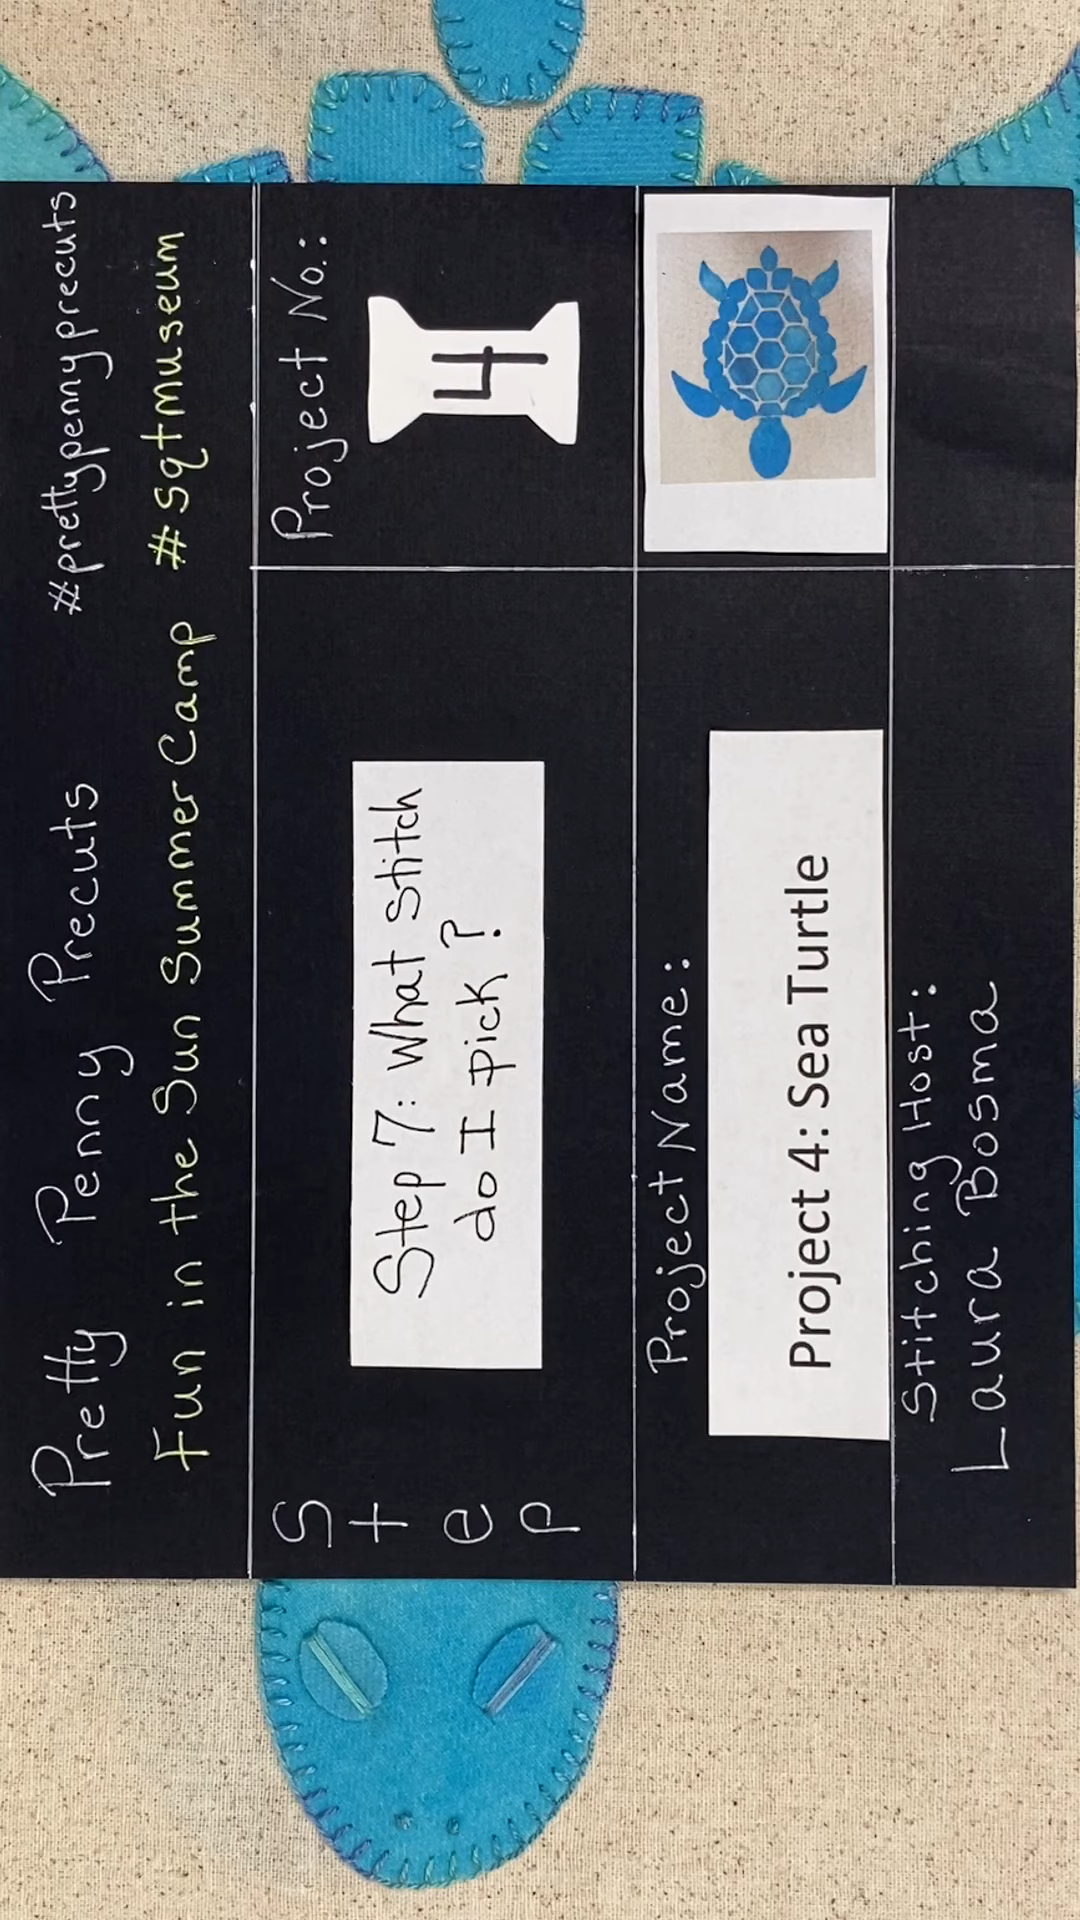 Pretty Penny Precuts #prettypennyprecuts
Fun in the Sun Summer Camp #sqtmuseum
Step
Step 7: What stitch
do I pick?
Project No.:
4
Project Name:
Project 4: Sea Turtle
Stitching Host:
Laura Bosma